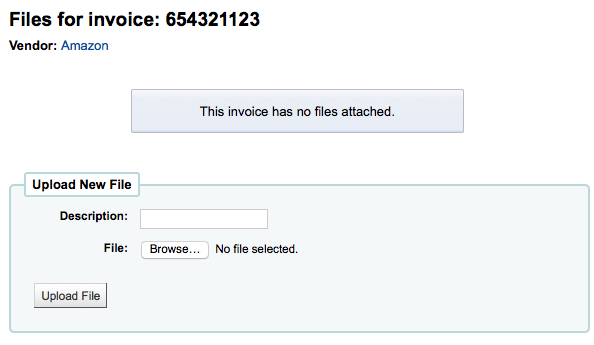 Files for invoice: 654321123
Vendor: Amazon
This invoice has no files attached.
Upload New File
Description:
File: Browse... No file selected.
Upload File